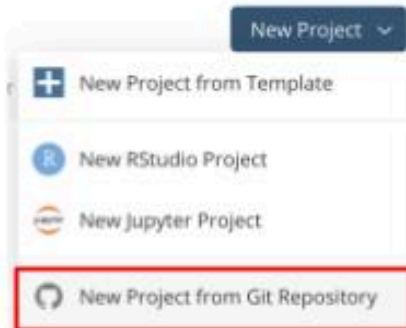 New Project
New Project from Template
New RStudio Project
New Jupyter Project
New Project from Git Repository